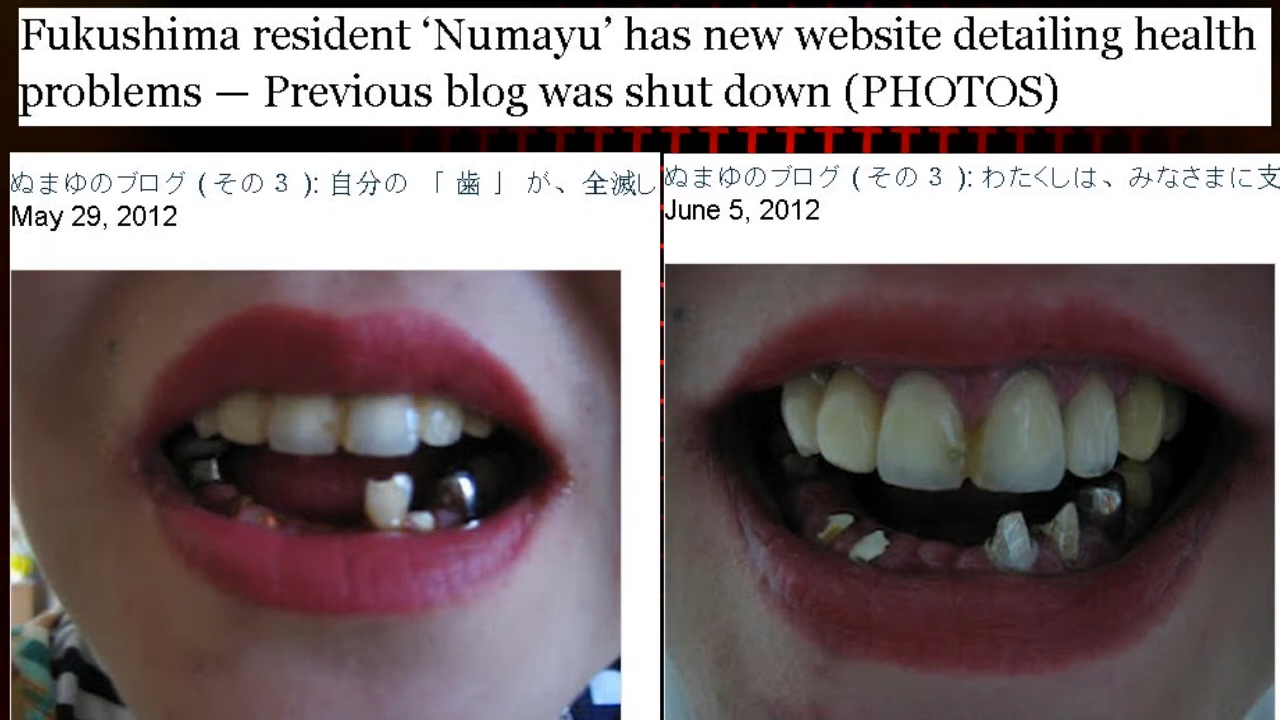 Fukushima resident ‘Numayu’ has new website detailing health
problems — Previous blog was shut down (PHOTOS)
ぬまゆのブログ (その3 ): 自分の 「 歯 」 が、 全滅し
May 29, 2012
ぬまゆのブログ (その3 ): わたくしは、 みなさまに支
June 5, 2012